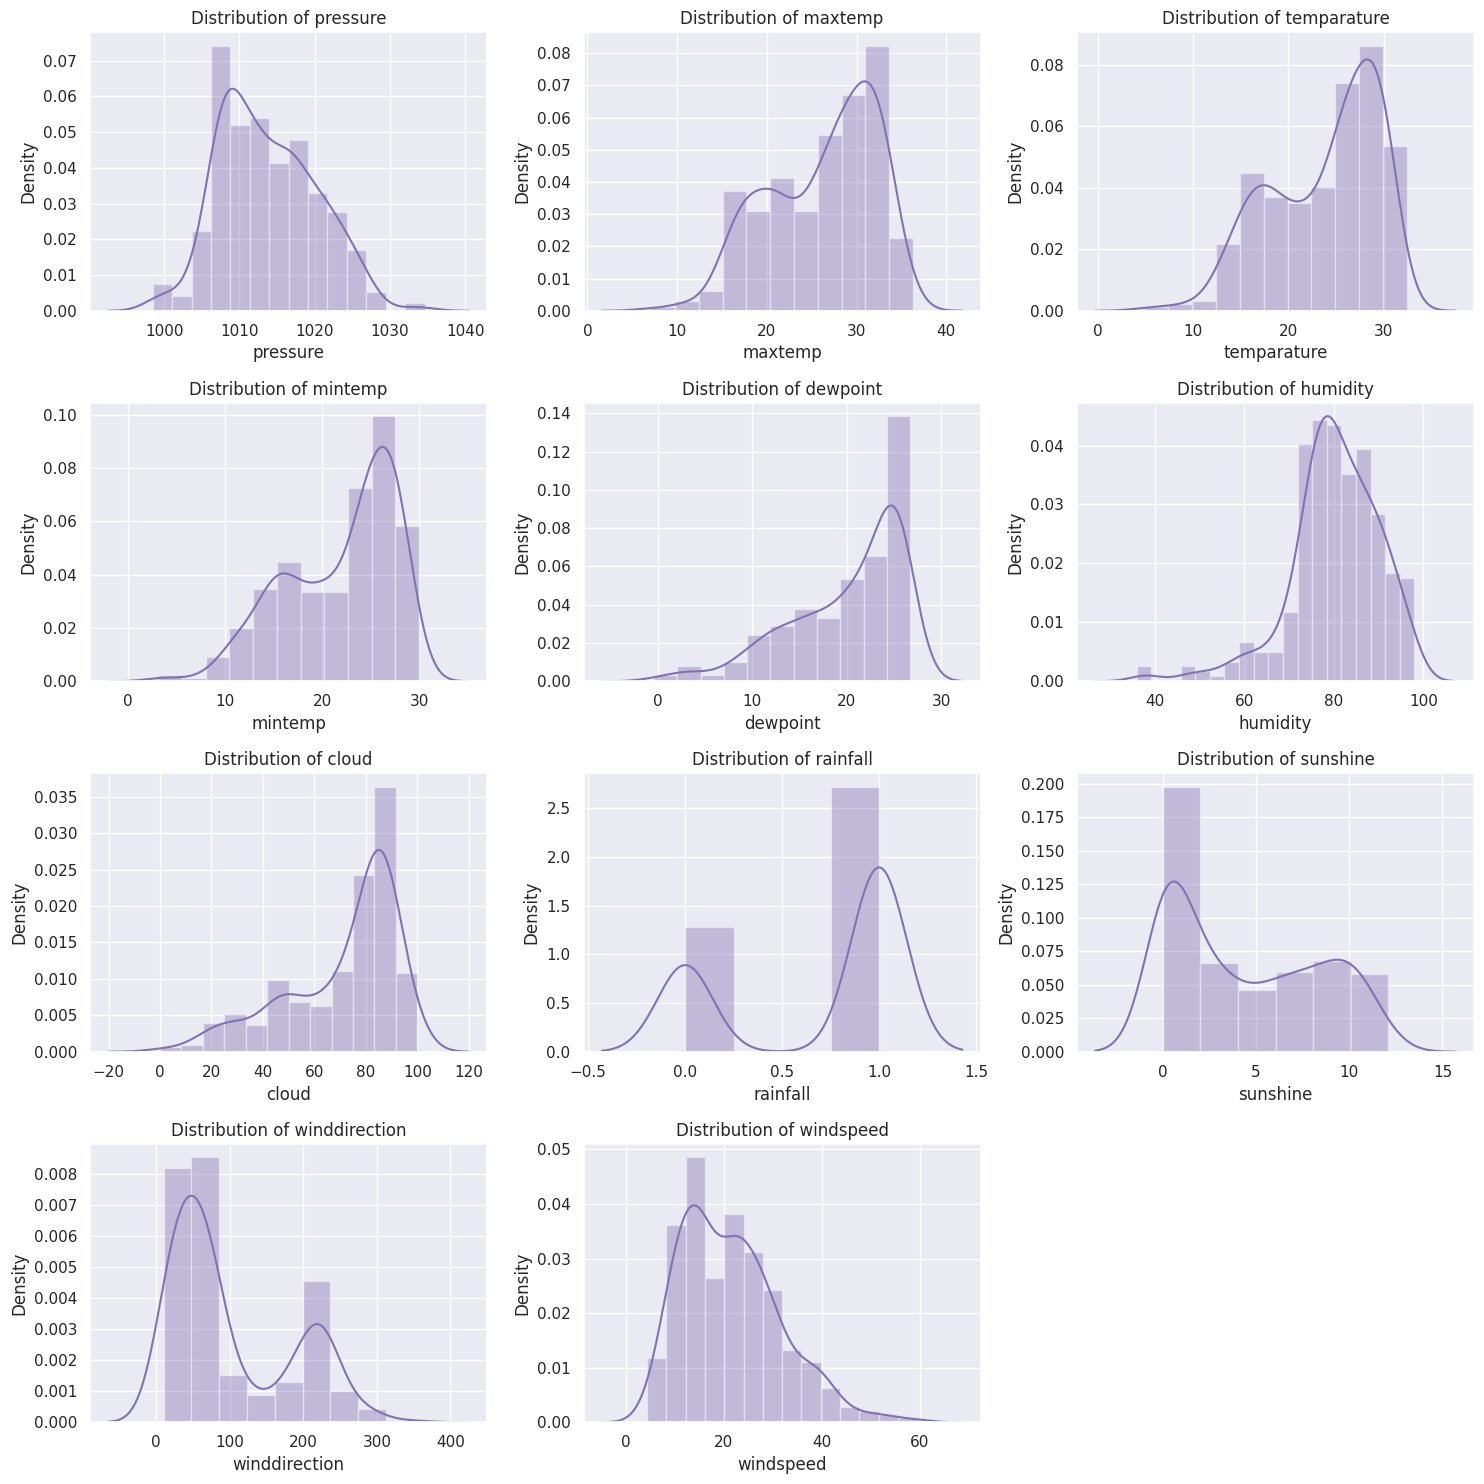 Distribution of pressure
Density
0.07
0.06
0.05
0.04
0.03
0.02
0.01
0.00
1000 1010 1020 1030 1040
pressure
Distribution of maxtemp
Density
0.08
0.07
0.06
0.05
0.04
0.03
0.02
0.01
0.00
0 10 20 30 40
maxtemp
Distribution of temparature
Density
0.08
0.06
0.04
0.02
0.00
0 10 20 30
temparature
Distribution of mintemp
Density
0.10
0.08
0.06
0.04
0.02
0.00
0 10 20 30
mintemp
Distribution of dewpoint
Density
0.14
0.12
0.10
0.08
0.06
0.04
0.02
0.00
0 10 20 30
dewpoint
Distribution of humidity
Density
0.04
0.03
0.02
0.01
0.00
40 60 80 100
humidity
Distribution of cloud
Density
0.035
0.030
0.025
0.020
0.015
0.010
0.005
0.000
−20 0 20 40 60 80 100 120
cloud
Distribution of rainfall
Density
2.5
2.0
1.5
1.0
0.5
0.0
−0.5 0.0 0.5 1.0 1.5
rainfall
Distribution of sunshine
Density
0.200
0.175
0.150
0.125
0.100
0.075
0.050
0.025
0.000
0 5 10 15
sunshine
Distribution of winddirection
Density
0.008
0.007
0.006
0.005
0.004
0.003
0.002
0.001
0.000
0 100 200 300 400
winddirection
Distribution of windspeed
Density
0.05
0.04
0.03
0.02
0.01
0.00
0 20 40 60
windspeed